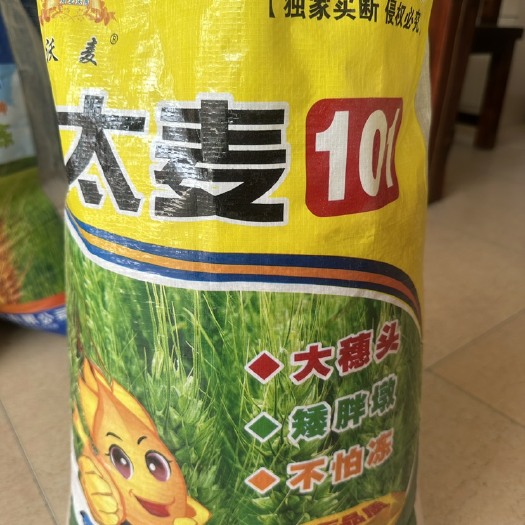 【独家买断 侵权必究
沃麦®
太麦 101
大穗头
矮胖墩
不怕冻